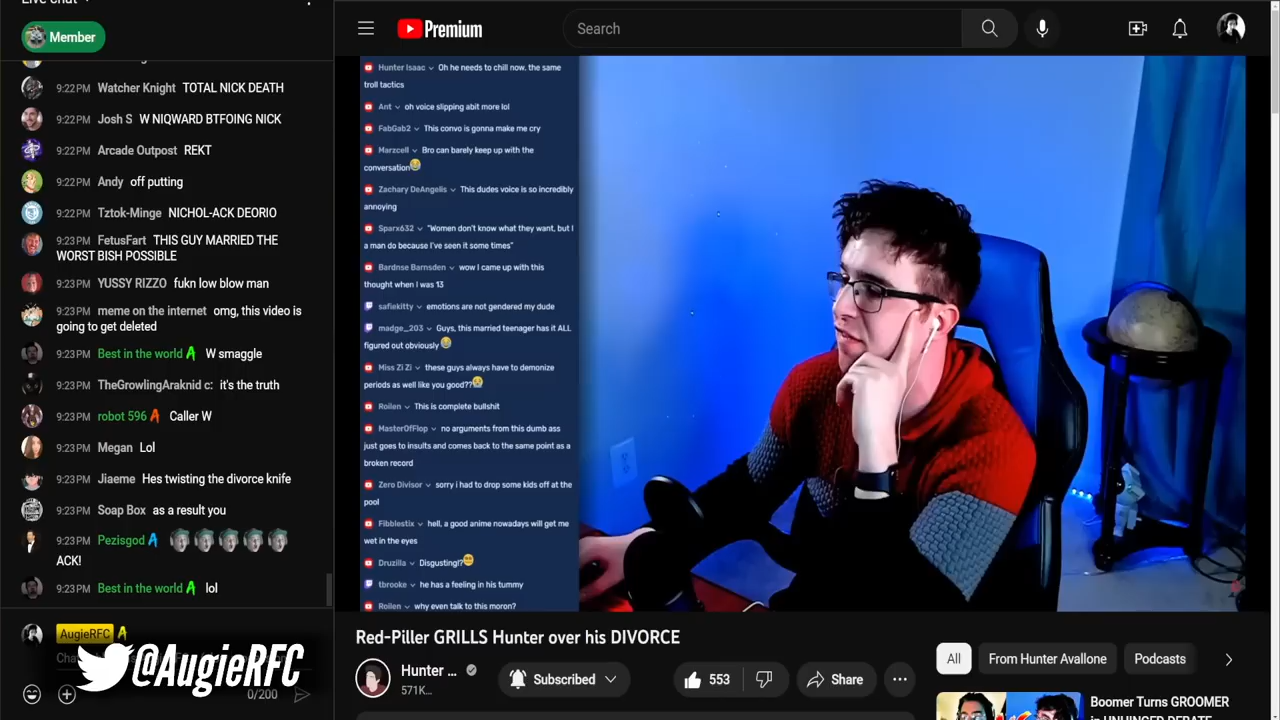 Live chat
Member
9:22 PM Watcher Knight TOTAL NICK DEATH
9:22 PM Josh S W NIQWARD BTFOING NICK
9:22 PM Arcade Outpost REKT
9:22 PM Andy off putting
9:22 PM Tztok-Minge NICHOL-ACK DEORIO
9:23 PM FetusFart THIS GUY MARRIED THE
WORST BISH POSSIBLE
9:23 PM YUSSY RIZZO fukn low blow man
9:23 PM meme on the internet omg, this video is
going to get deleted
9:23 PM Best in the world W smaggle
9:23 PM TheGrowlingAraknid c: it's the truth
9:23 PM robot 596 Caller W
9:23 PM Megan Lol
9:23 PM Jiaeme Hes twisting the divorce knife
9:23 PM Soap Box as a result you
9:23 PM Pezisgod
ACK!
9:23 PM Best in the world lol
AugieRFC
@AugieRFC
0/200
Premium
Search
Hunter Isaac Oh he needs to chill now, the same
troll tactics
Ant oh voice slipping abit more lol
FabGab2 This convo is gonna make me cry
Marzcell Bro can barely keep up with the
conversation
Zachary DeAngelis This dudes voice is so incredibly
annoying
Sparx632 "Women don't know what they want, but I
a man do because I've seen it some times"
Bardnse Barnsden wow I came up with this
thought when I was 13
safiekitty emotions are not gendered my dude
madge_203 Guys, this married teenager has it ALL
figured out obviously
Miss Zi Zi these guys always have to demonize
periods as well like you good??
Roilen This is complete bullshit
MasterOfFlop no arguments from this dumb ass
just goes to insults and comes back to the same point as a
broken record
Zero Divisor sorry i had to drop some kids off at the
pool
Fibblestix hell, a good anime nowadays will get me
wet in the eyes
Druzilla Disgusting!?
tbrooke he has a feeling in his tummy
Roilen why even talk to this moron?
Red-Piller GRILLS Hunter over his DIVORCE
Hunter ...
571K...
Subscribed
553
Share
All
From Hunter Avallone
Podcasts
Boomer Turns GROOMER
in UNHINGED DEBATE